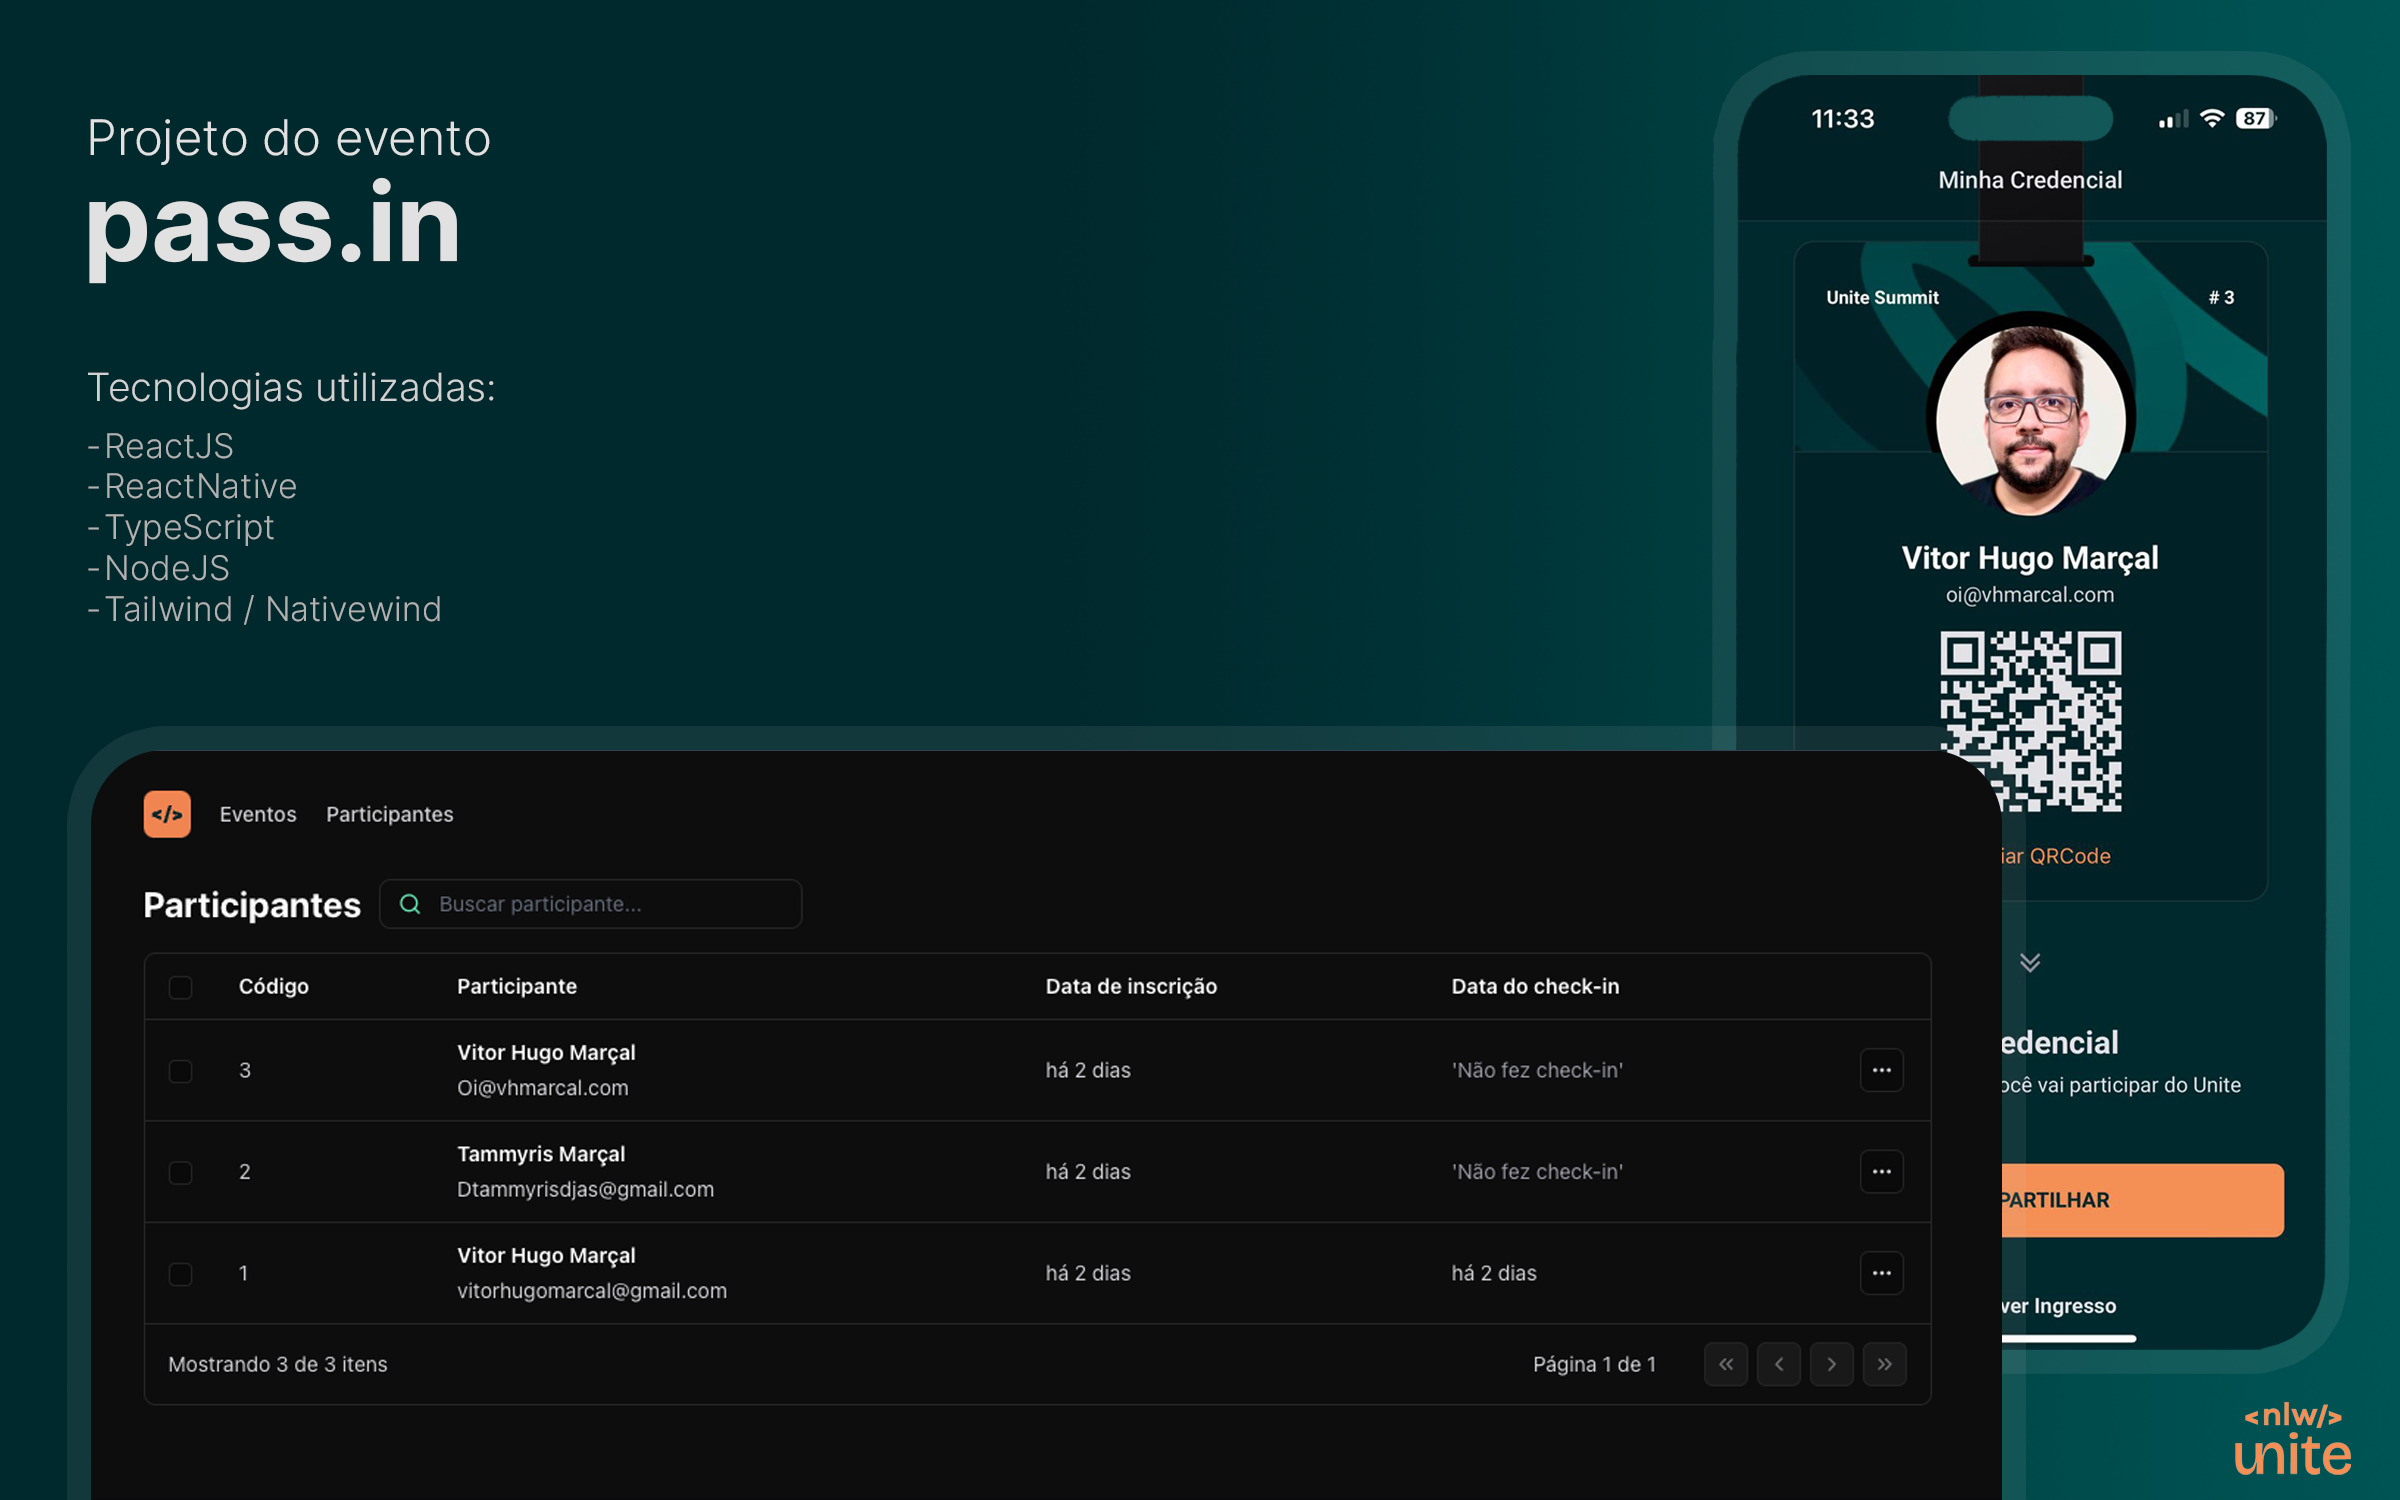 Projeto do evento
pass.in
Tecnologias utilizadas:
-ReactJS
-ReactNative
-TypeScript
-NodeJS
-Tailwind / Nativewind
11:33
87
Minha Credencial
Unite Summit # 3
Vitor Hugo Marçal
oi@vhmarcal.com
iar QRCode
edencial
ocê vai participar do Unite
PARTILHAR
ver Ingresso
</> Eventos Participantes
Participantes Buscar participante...
Código Participante Data de inscrição Data do check-in
3 Vitor Hugo Marçal há 2 dias 'Não fez check-in' ...
Oi@vhmarcal.com
2 Tammyris Marçal há 2 dias 'Não fez check-in' ...
Dtammyrisdjas@gmail.com
1 Vitor Hugo Marçal há 2 dias há 2 dias ...
vitorhugomarcal@gmail.com
Mostrando 3 de 3 itens Página 1 de 1
<nlw/>
unite